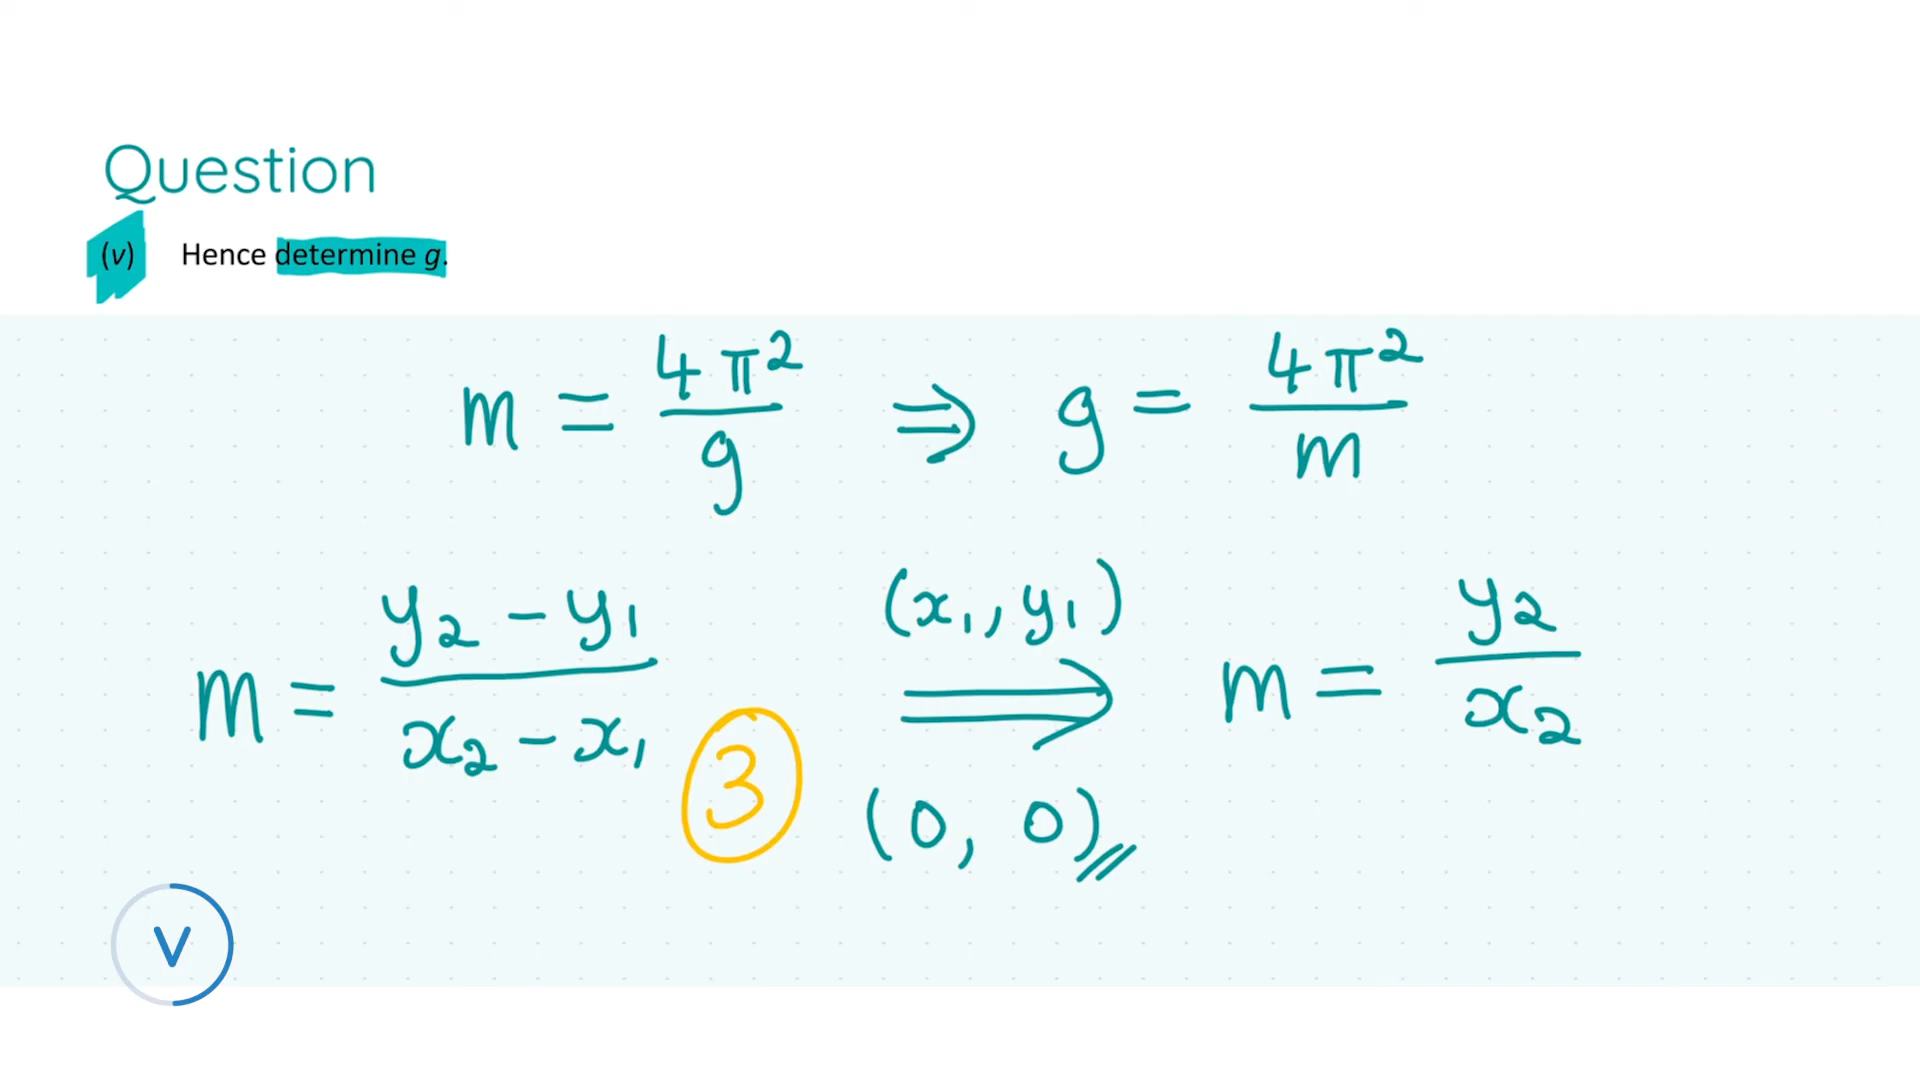 Question
(v) Hence determine g.
m = 4π² / g ⇒ g = 4π² / m
m = y₂ - y₁ / x₂ - x₁ (x₁, y₁) ⟹ m = y₂ / x₂
3
(0, 0)
V